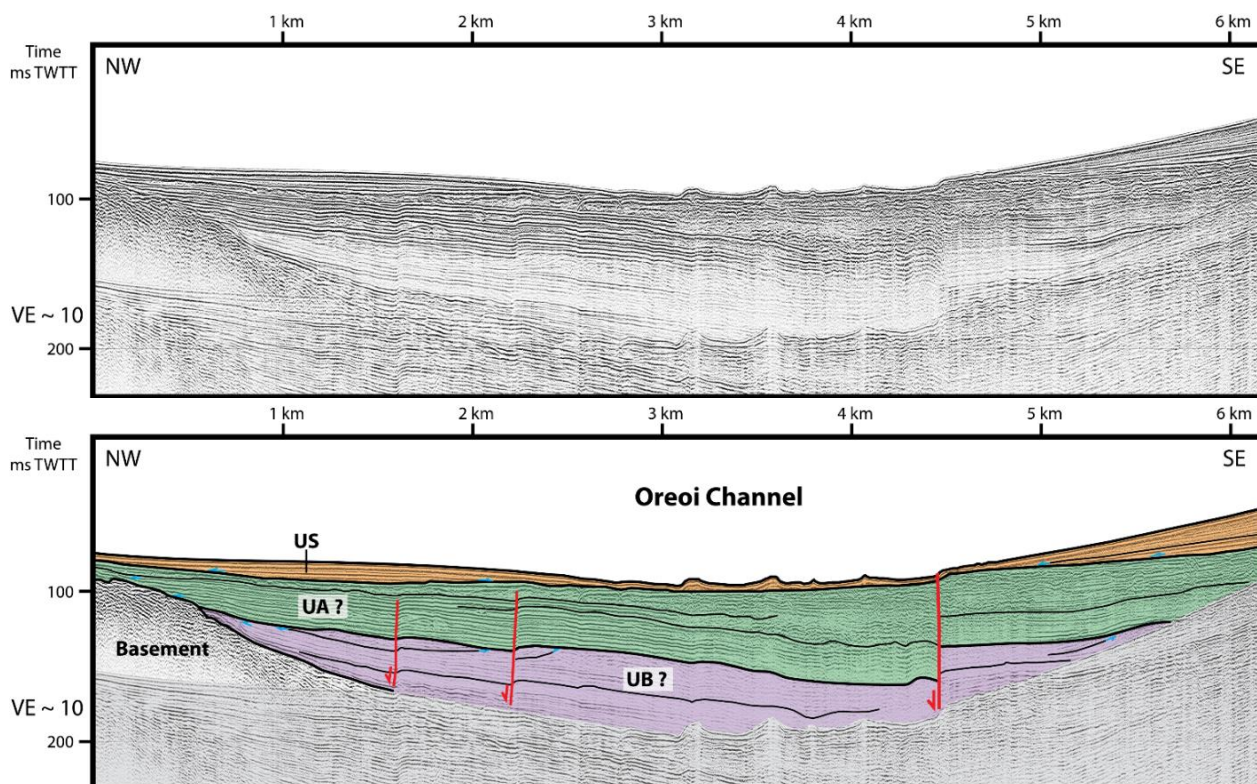 1 km 2 km 3 km 4 km 5 km 6 km
Time
ms TWTT
NW SE
100
VE ~ 10
200
1 km 2 km 3 km 4 km 5 km 6 km
Time
ms TWTT
NW SE
Oreoi Channel
US
100
UA ?
Basement
UB ?
VE ~ 10
200